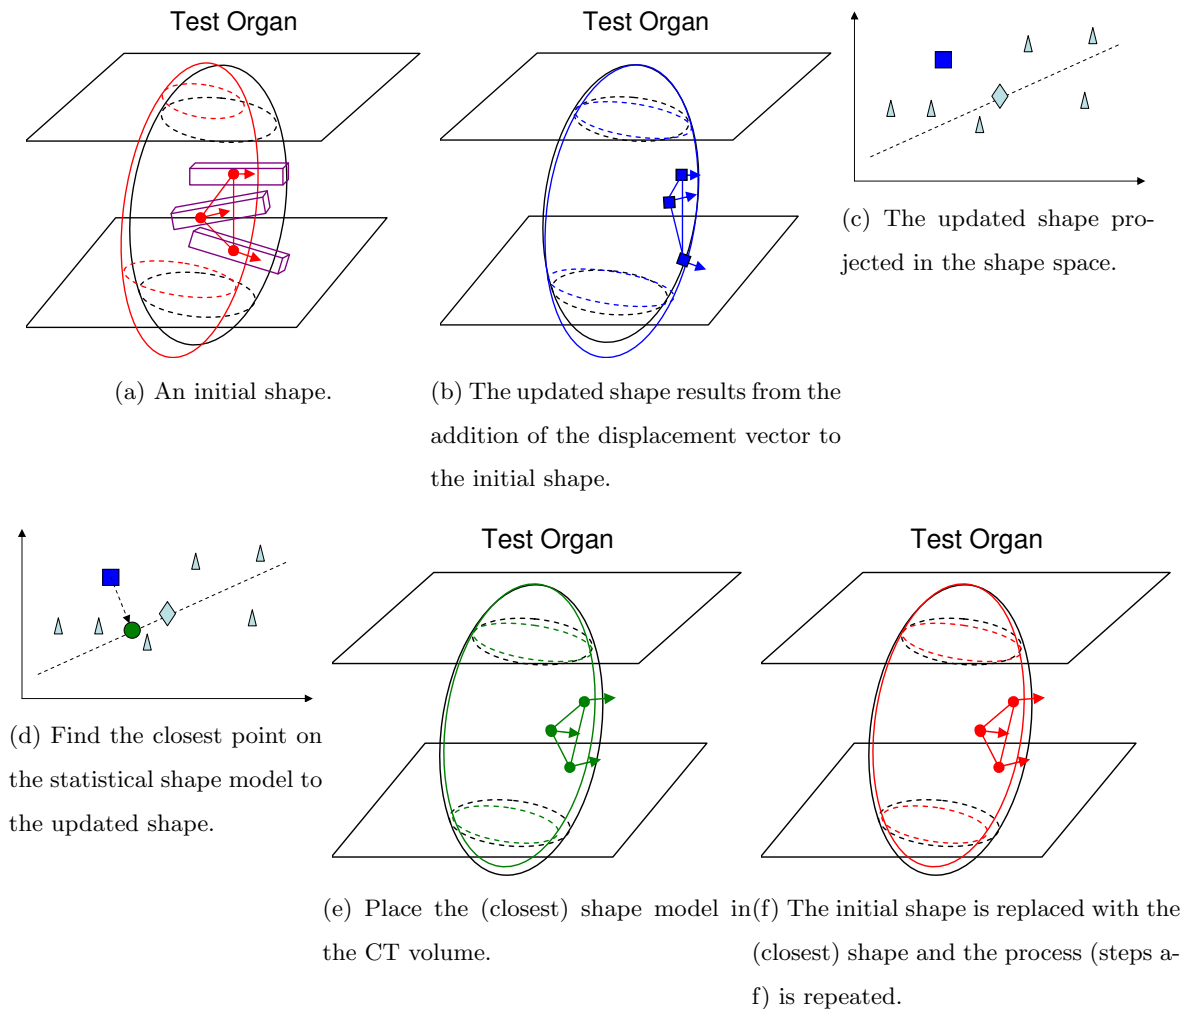 Test Organ
Test Organ
(a) An initial shape.
(b) The updated shape results from the
addition of the displacement vector to
the initial shape.
(c) The updated shape pro-
jected in the shape space.
(d) Find the closest point on
the statistical shape model to
the updated shape.
Test Organ
Test Organ
(e) Place the (closest) shape model in
the CT volume.
(f) The initial shape is replaced with the
(closest) shape and the process (steps a-
f) is repeated.